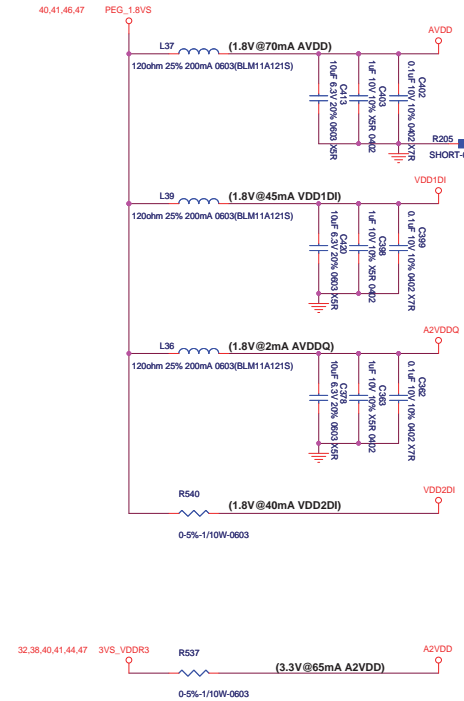 40,41,46,47 PEG_1.8VS
AVDD
L37 (1.8V@70mA AVDD)
120ohm 25% 200mA 0603(BLM11A121S)
C413
10uF 6.3V 20% 0603 X5R
C403
1uF 10V 10% X5R 0402
C402
0.1uF 10V 10% 0402 X7R
R205
SHORT-0
VDD1DI
L39 (1.8V@45mA VDD1DI)
120ohm 25% 200mA 0603(BLM11A121S)
C420
10uF 6.3V 20% 0603 X5R
C398
1uF 10V 10% X5R 0402
C399
0.1uF 10V 10% 0402 X7R
A2VDDQ
L36 (1.8V@2mA AVDDQ)
120ohm 25% 200mA 0603(BLM11A121S)
C378
10uF 6.3V 20% 0603 X5R
C363
1uF 10V 10% X5R 0402
C362
0.1uF 10V 10% 0402 X7R
VDD2DI
R540 (1.8V@40mA VDD2DI)
0-5%-1/10W-0603
32,38,40,41,44,47 3VS_VDDR3
A2VDD
R537 (3.3V@65mA A2VDD)
0-5%-1/10W-0603